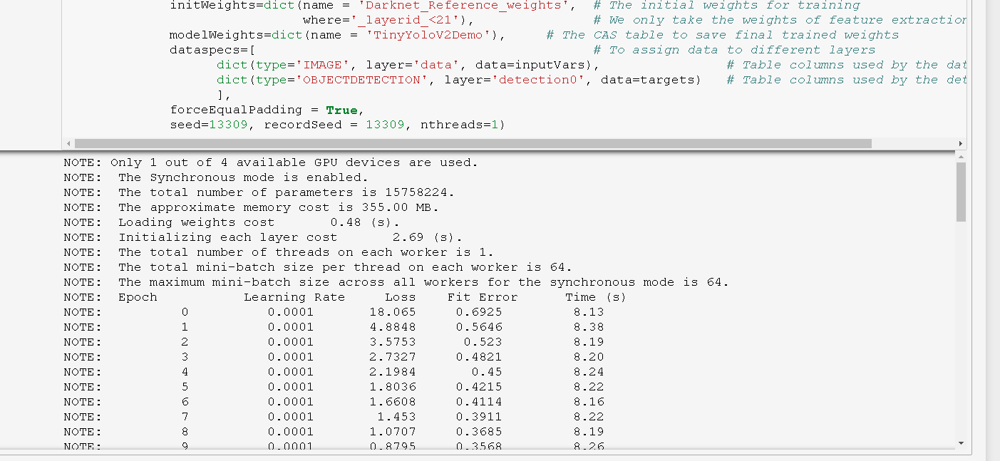 initWeights=dict(name = 'Darknet_Reference_weights', # The initial weights for training
where='_layerid_<21'), # We only take the weights of feature extraction
modelWeights=dict(name = 'TinyYoloV2Demo'), # The CAS table to save final trained weights
dataspecs=[ # To assign data to different layers
dict(type='IMAGE', layer='data', data=inputVars), # Table columns used by the dat
dict(type='OBJECTDETECTION', layer='detection0', data=targets) # Table columns used by the det
],
forceEqualPadding = True,
seed=13309, recordSeed = 13309, nthreads=1)
NOTE: Only 1 out of 4 available GPU devices are used.
NOTE: The Synchronous mode is enabled.
NOTE: The total number of parameters is 15758224.
NOTE: The approximate memory cost is 355.00 MB.
NOTE: Loading weights cost 0.48 (s).
NOTE: Initializing each layer cost 2.69 (s).
NOTE: The total number of threads on each worker is 1.
NOTE: The total mini-batch size per thread on each worker is 64.
NOTE: The maximum mini-batch size across all workers for the synchronous mode is 64.
NOTE: Epoch Learning Rate Loss Fit Error Time (s)
NOTE: 0 0.0001 18.065 0.6925 8.13
NOTE: 1 0.0001 4.8848 0.5646 8.38
NOTE: 2 0.0001 3.5753 0.523 8.19
NOTE: 3 0.0001 2.7327 0.4821 8.20
NOTE: 4 0.0001 2.1984 0.45 8.24
NOTE: 5 0.0001 1.8036 0.4215 8.22
NOTE: 6 0.0001 1.6608 0.4114 8.16
NOTE: 7 0.0001 1.453 0.3911 8.22
NOTE: 8 0.0001 1.0707 0.3685 8.19
NOTE: 9 0.0001 0.8795 0.3568 8.26